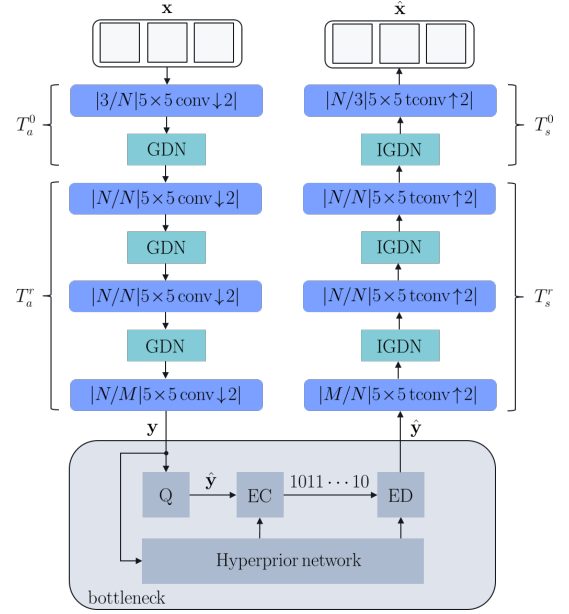 x
x̂
|3/N|5×5 conv↓2|
|N/3|5×5 tconv↑2|
T_a^0
T_s^0
GDN
IGDN
|N/N|5×5 conv↓2|
|N/N|5×5 tconv↑2|
GDN
IGDN
T_a^r
T_s^r
|N/N|5×5 conv↓2|
|N/N|5×5 tconv↑2|
GDN
IGDN
|N/M|5×5 conv↓2|
|M/N|5×5 tconv↑2|
y
ŷ
Q
ŷ
EC
1011 ⋯ 10
ED
Hyperprior network
bottleneck